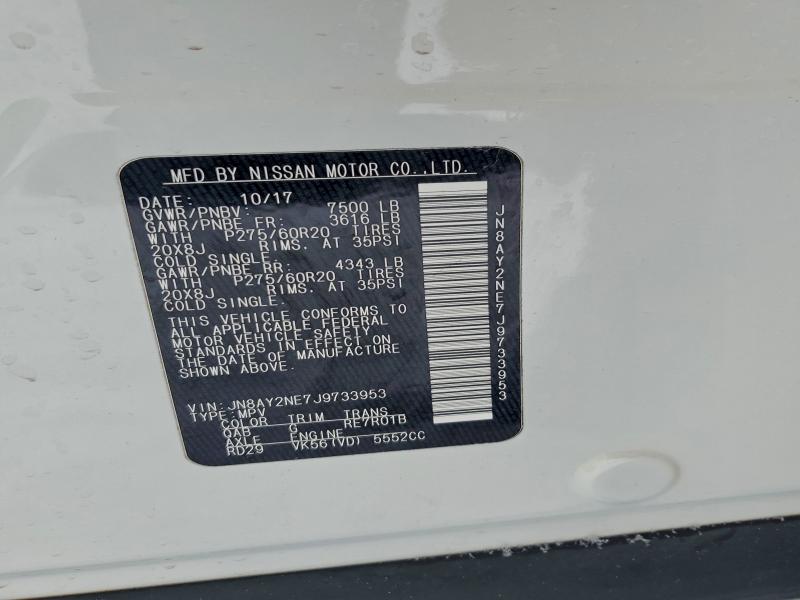 MFD BY NISSAN MOTOR CO.,LTD.
DATE: 10/17
GVWR/PNBV: 7500 LB
GAWR/PNBE FR: 3616 LB
WITH P275/60R20 TIRES
20X8J RIMS. AT 35PSI
COLD SINGLE.
GAWR/PNBE RR: 4343 LB
WITH P275/60R20 TIRES
20X8J RIMS. AT 35PSI
COLD SINGLE.
THIS VEHICLE CONFORMS TO
ALL APPLICABLE FEDERAL
MOTOR VEHICLE SAFETY
STANDARDS IN EFFECT ON
THE DATE OF MANUFACTURE
SHOWN ABOVE.
VIN: JN8AY2NE7J9733953
TYPE: MPV
COLOR TRIM TRANS
QAB G RE7R01B
AXLE ENGINE
RD29 VK56(VD) 5552CC
JN8AY2NE7J9733953